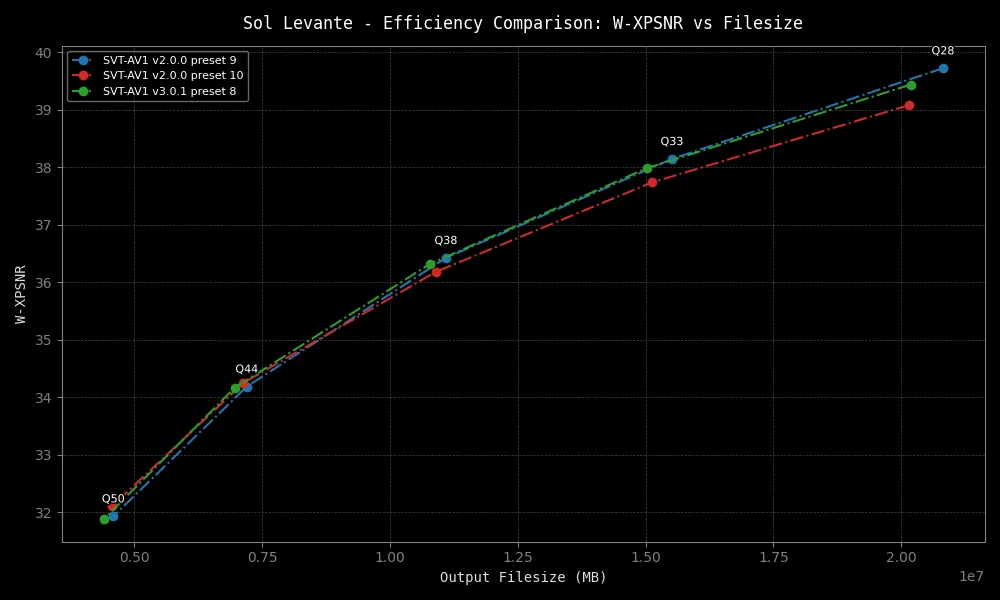 Sol Levante - Efficiency Comparison: W-XPSNR vs Filesize
SVT-AV1 v2.0.0 preset 9
SVT-AV1 v2.0.0 preset 10
SVT-AV1 v3.0.1 preset 8
Q28
Q33
Q38
Q44
Q50
W-XPSNR
40
39
38
37
36
35
34
33
32
0.50 0.75 1.00 1.25 1.50 1.75 2.00
1e7
Output Filesize (MB)